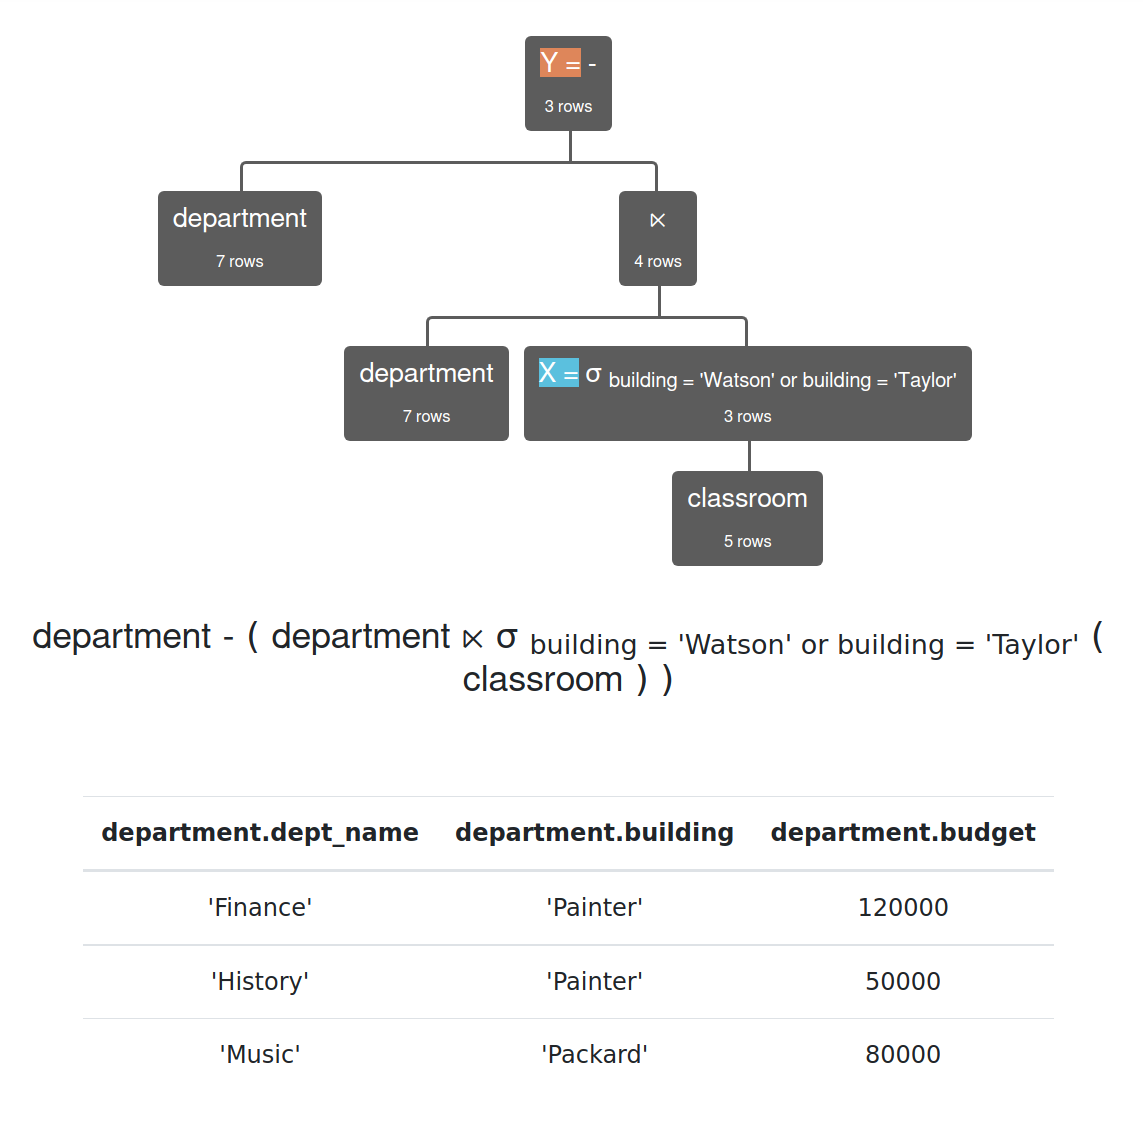 Y = -
3 rows
department
7 rows
⋉
4 rows
department
7 rows
X = σ building = 'Watson' or building = 'Taylor'
3 rows
classroom
5 rows
department - ( department ⋉ σ building = 'Watson' or building = 'Taylor' (
classroom ) )
department.dept_name department.building department.budget
'Finance' 'Painter' 120000
'History' 'Painter' 50000
'Music' 'Packard' 80000